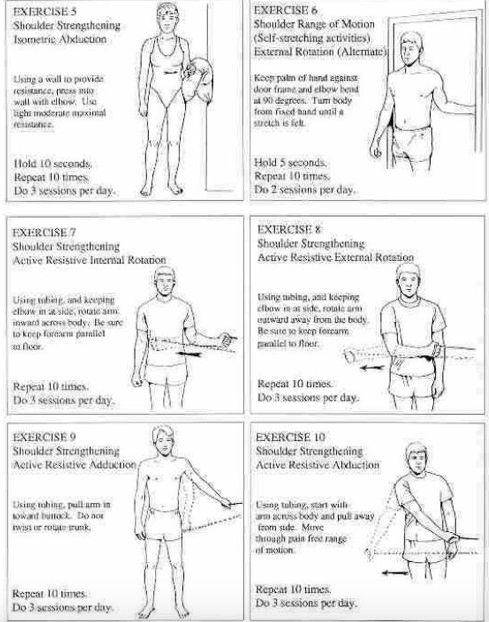 EXERCISE 5
Shoulder Strengthening
Isometric Abduction
Using a wall to provide
resistance, press into
wall with elbow. Use
light moderate maximal
resistance.
Hold 10 seconds.
Repeat 10 times.
Do 3 sessions per day.
EXERCISE 6
Shoulder Range of Motion
(Self-stretching activities)
External Rotation (Alternate)
Keep palm of hand against
door frame and elbow bend
at 90 degrees. Turn body
from fixed hand until a
stretch is felt.
Hold 5 seconds.
Repeat 10 times.
Do 2 sessions per day.
EXERCISE 7
Shoulder Strengthening
Active Resistive Internal Rotation
Using tubing, and keeping
elbow in at side, rotate arm
inward across body. Be sure
to keep forearm parallel
to floor.
Repeat 10 times.
Do 3 sessions per day.
EXERCISE 8
Shoulder Strengthening
Active Resistive External Rotation
Using tubing, and keeping
elbow in at side, rotate arm
outward away from the body.
Be sure to keep forearm
parallel to floor.
Repeat 10 times.
Do 3 sessions per day.
EXERCISE 9
Shoulder Strengthening
Active Resistive Adduction
Using tubing, pull arm in
toward buttock. Do not
twist or rotate trunk.
Repeat 10 times.
Do 3 sessions per day.
EXERCISE 10
Shoulder Strengthening
Active Resistive Abduction
Using tubing, start with
arm across body and pull away
from side. Move
through pain free range
of motion.
Repeat 10 times.
Do 3 sessions per day.